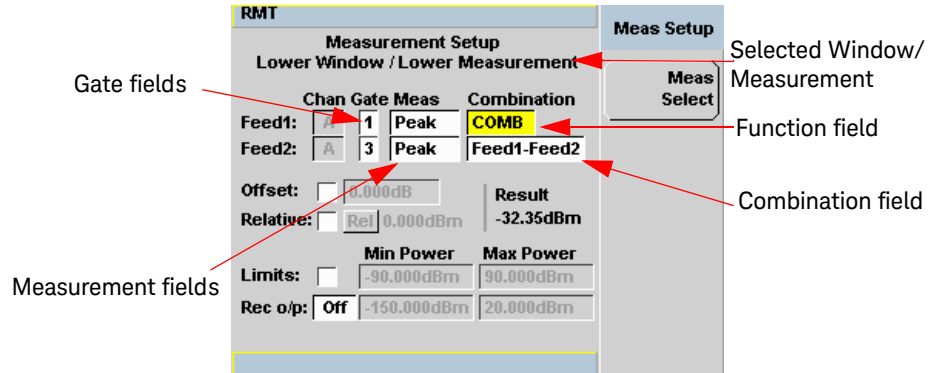 RMT
Meas Setup
Measurement Setup
Lower Window / Lower Measurement
Selected Window/
Measurement
Meas
Select
Gate fields
Chan Gate Meas Combination
Feed1: A 1 Peak COMB
Function field
Feed2: A 3 Peak Feed1-Feed2
Combination field
Offset: 0.000dB
Result
Relative: Rel 0.000dBm
-32.35dBm
Min Power Max Power
Measurement fields
Limits: -90.000dBm 90.000dBm
Rec o/p: Off -150.000dBm 20.000dBm